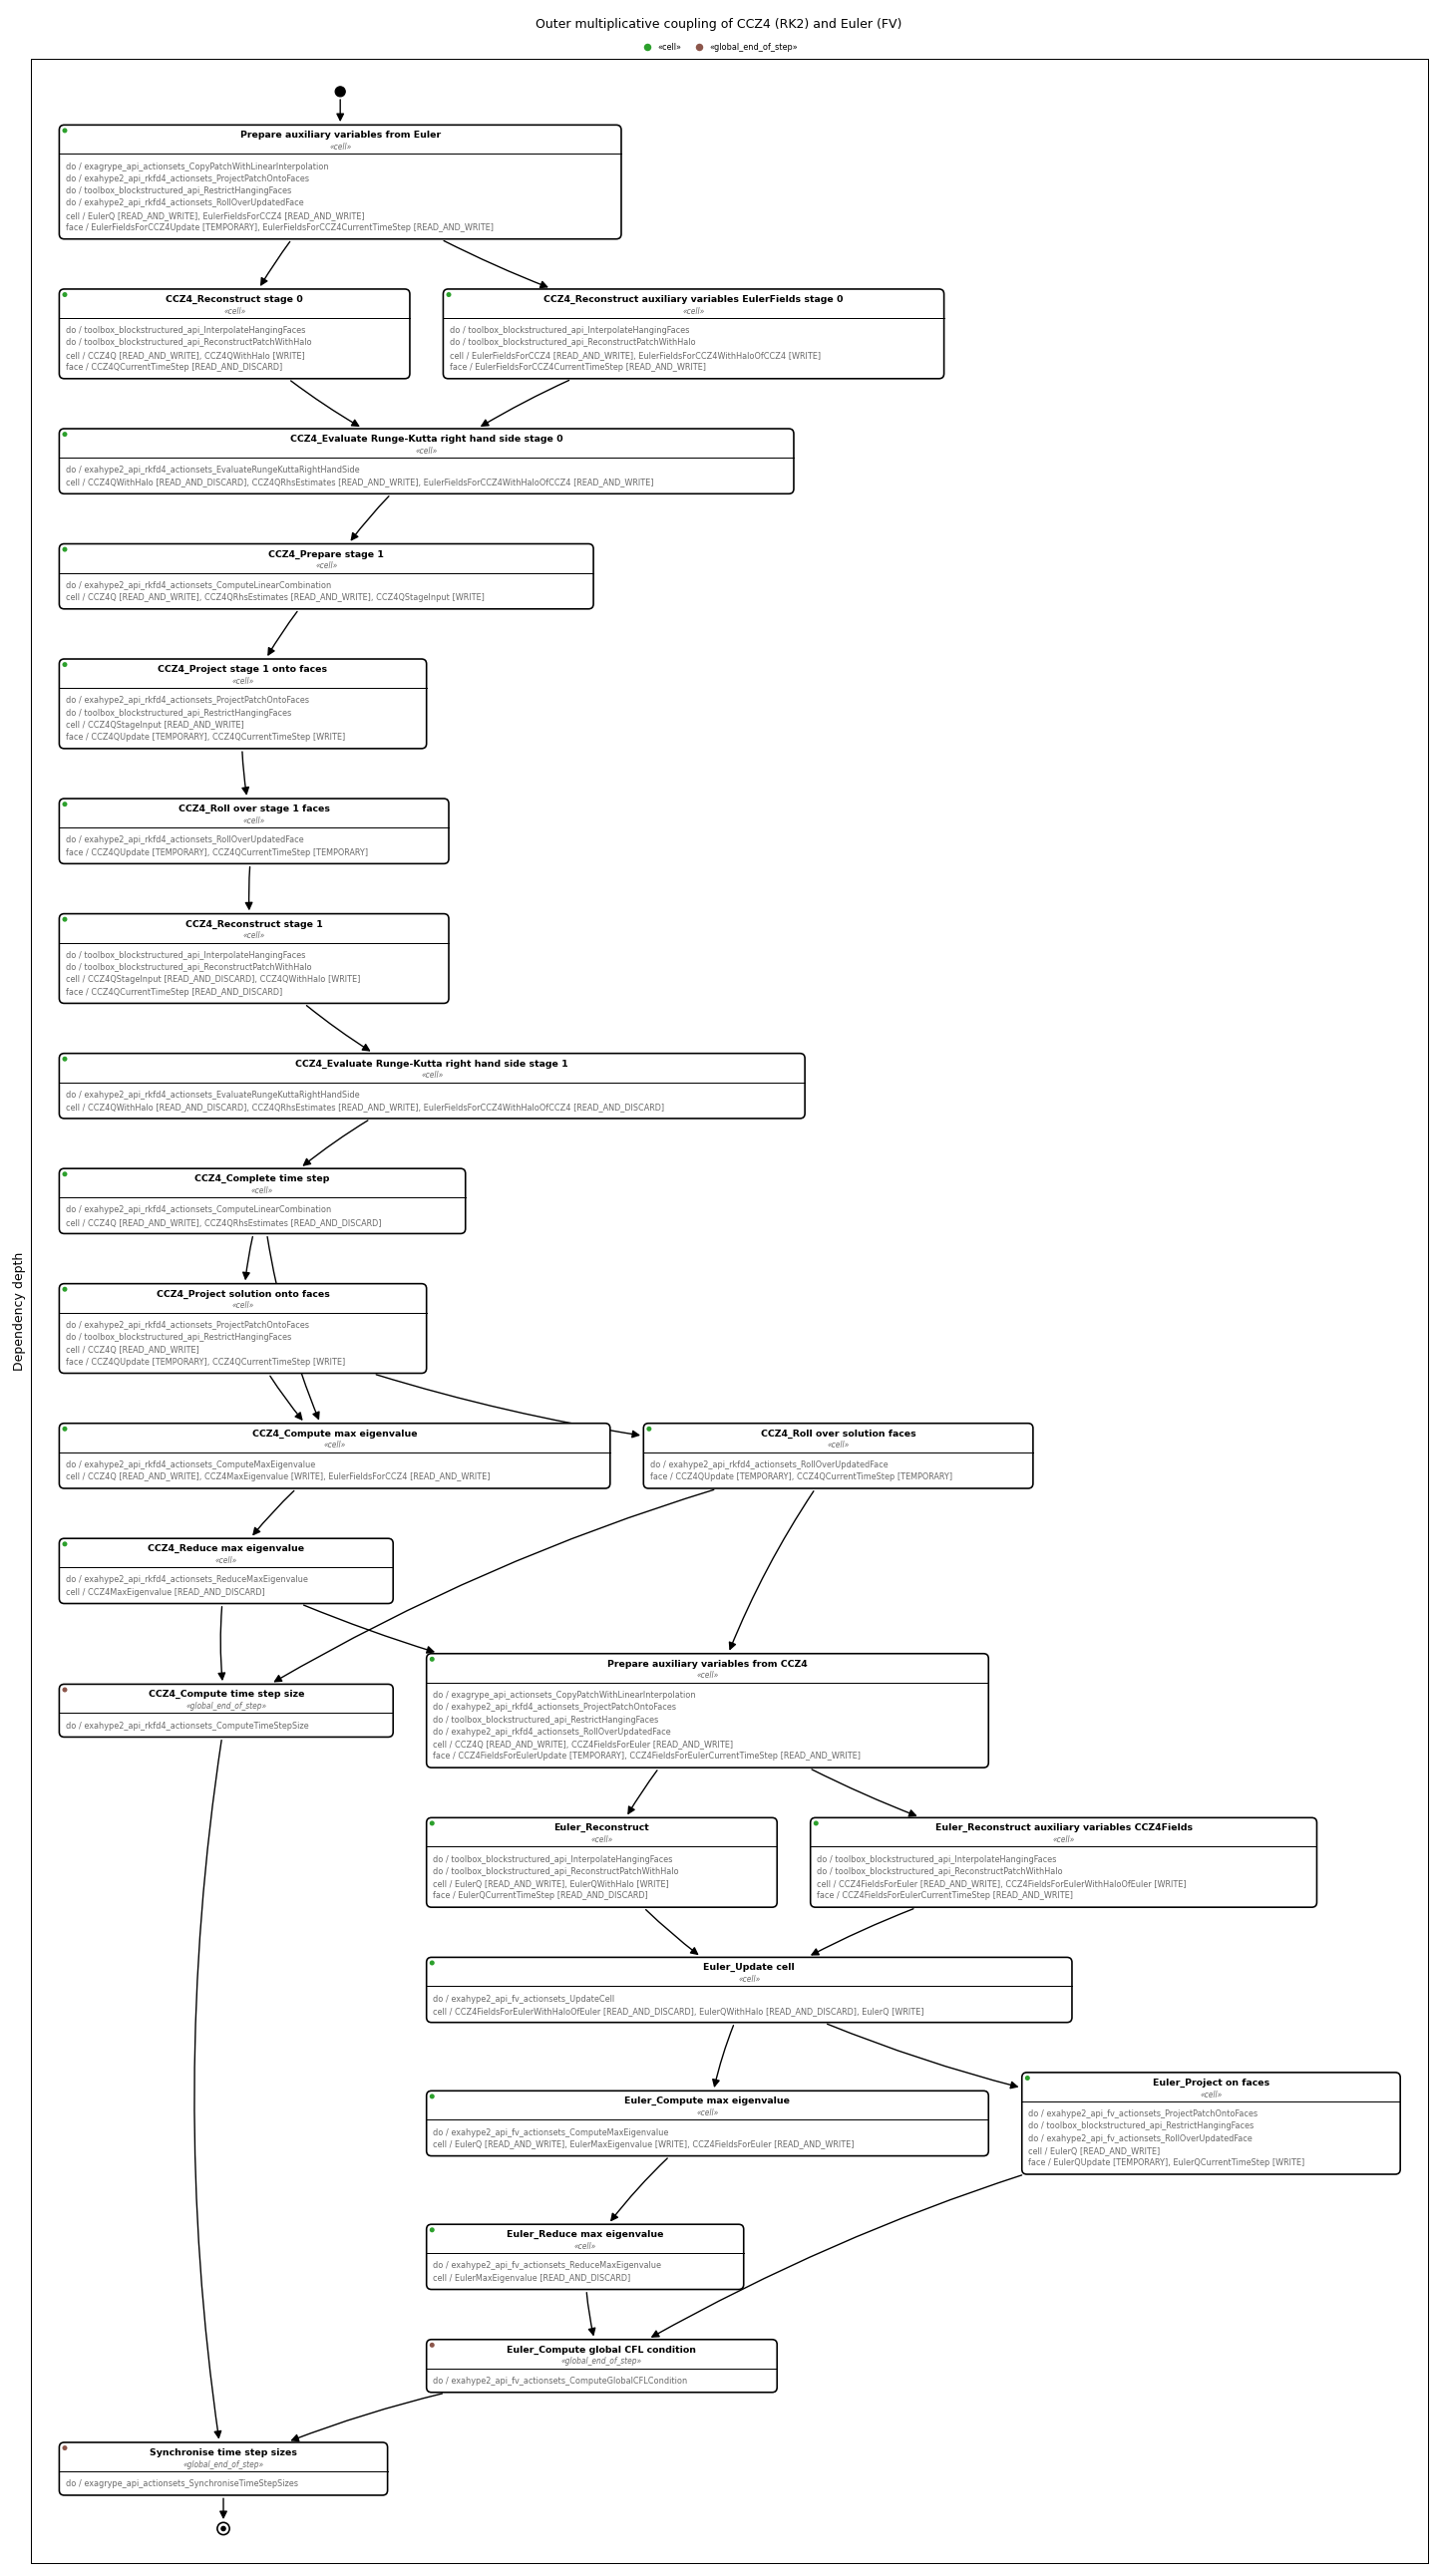 Outer multiplicative coupling of CCZ4 (RK2) and Euler (FV)
«cell» «global_end_of_step»
Dependency depth
Prepare auxiliary variables from Euler
«cell»
do / exagrype_api_actionsets_CopyPatchWithLinearInterpolation
do / exahype2_api_rkfd4_actionsets_ProjectPatchOntoFaces
do / toolbox_blockstructured_api_RestrictHangingFaces
do / exahype2_api_rkfd4_actionsets_RollOverUpdatedFace
cell / EulerQ [READ_AND_WRITE], EulerFieldsForCCZ4 [READ_AND_WRITE]
face / EulerFieldsForCCZ4Update [TEMPORARY], EulerFieldsForCCZ4CurrentTimeStep [READ_AND_WRITE]
CCZ4_Reconstruct stage 0
«cell»
do / toolbox_blockstructured_api_InterpolateHangingFaces
do / toolbox_blockstructured_api_ReconstructPatchWithHalo
cell / CCZ4Q [READ_AND_WRITE], CCZ4QWithHalo [WRITE]
face / CCZ4QCurrentTimeStep [READ_AND_DISCARD]
CCZ4_Reconstruct auxiliary variables EulerFields stage 0
«cell»
do / toolbox_blockstructured_api_InterpolateHangingFaces
do / toolbox_blockstructured_api_ReconstructPatchWithHalo
cell / EulerFieldsForCCZ4 [READ_AND_WRITE], EulerFieldsForCCZ4WithHaloOfCCZ4 [WRITE]
face / EulerFieldsForCCZ4CurrentTimeStep [READ_AND_WRITE]
CCZ4_Evaluate Runge-Kutta right hand side stage 0
«cell»
do / exahype2_api_rkfd4_actionsets_EvaluateRungeKuttaRightHandSide
cell / CCZ4QWithHalo [READ_AND_DISCARD], CCZ4QRhsEstimates [READ_AND_WRITE], EulerFieldsForCCZ4WithHaloOfCCZ4 [READ_AND_WRITE]
CCZ4_Prepare stage 1
«cell»
do / exahype2_api_rkfd4_actionsets_ComputeLinearCombination
cell / CCZ4Q [READ_AND_WRITE], CCZ4QRhsEstimates [READ_AND_WRITE], CCZ4QStageInput [WRITE]
CCZ4_Project stage 1 onto faces
«cell»
do / exahype2_api_rkfd4_actionsets_ProjectPatchOntoFaces
do / toolbox_blockstructured_api_RestrictHangingFaces
cell / CCZ4QStageInput [READ_AND_WRITE]
face / CCZ4QUpdate [TEMPORARY], CCZ4QCurrentTimeStep [WRITE]
CCZ4_Roll over stage 1 faces
«cell»
do / exahype2_api_rkfd4_actionsets_RollOverUpdatedFace
face / CCZ4QUpdate [TEMPORARY], CCZ4QCurrentTimeStep [TEMPORARY]
CCZ4_Reconstruct stage 1
«cell»
do / toolbox_blockstructured_api_InterpolateHangingFaces
do / toolbox_blockstructured_api_ReconstructPatchWithHalo
cell / CCZ4QStageInput [READ_AND_DISCARD], CCZ4QWithHalo [WRITE]
face / CCZ4QCurrentTimeStep [READ_AND_DISCARD]
CCZ4_Evaluate Runge-Kutta right hand side stage 1
«cell»
do / exahype2_api_rkfd4_actionsets_EvaluateRungeKuttaRightHandSide
cell / CCZ4QWithHalo [READ_AND_DISCARD], CCZ4QRhsEstimates [READ_AND_WRITE], EulerFieldsForCCZ4WithHaloOfCCZ4 [READ_AND_DISCARD]
CCZ4_Complete time step
«cell»
do / exahype2_api_rkfd4_actionsets_ComputeLinearCombination
cell / CCZ4Q [READ_AND_WRITE], CCZ4QRhsEstimates [READ_AND_DISCARD]
CCZ4_Project solution onto faces
«cell»
do / exahype2_api_rkfd4_actionsets_ProjectPatchOntoFaces
do / toolbox_blockstructured_api_RestrictHangingFaces
cell / CCZ4Q [READ_AND_WRITE]
face / CCZ4QUpdate [TEMPORARY], CCZ4QCurrentTimeStep [WRITE]
CCZ4_Compute max eigenvalue
«cell»
do / exahype2_api_rkfd4_actionsets_ComputeMaxEigenvalue
cell / CCZ4Q [READ_AND_WRITE], CCZ4MaxEigenvalue [WRITE], EulerFieldsForCCZ4 [READ_AND_WRITE]
CCZ4_Roll over solution faces
«cell»
do / exahype2_api_rkfd4_actionsets_RollOverUpdatedFace
face / CCZ4QUpdate [TEMPORARY], CCZ4QCurrentTimeStep [TEMPORARY]
CCZ4_Reduce max eigenvalue
«cell»
do / exahype2_api_rkfd4_actionsets_ReduceMaxEigenvalue
cell / CCZ4MaxEigenvalue [READ_AND_DISCARD]
CCZ4_Compute time step size
«global_end_of_step»
do / exahype2_api_rkfd4_actionsets_ComputeTimeStepSize
Prepare auxiliary variables from CCZ4
«cell»
do / exagrype_api_actionsets_CopyPatchWithLinearInterpolation
do / exahype2_api_rkfd4_actionsets_ProjectPatchOntoFaces
do / toolbox_blockstructured_api_RestrictHangingFaces
do / exahype2_api_rkfd4_actionsets_RollOverUpdatedFace
cell / CCZ4Q [READ_AND_WRITE], CCZ4FieldsForEuler [READ_AND_WRITE]
face / CCZ4FieldsForEulerUpdate [TEMPORARY], CCZ4FieldsForEulerCurrentTimeStep [READ_AND_WRITE]
Euler_Reconstruct
«cell»
do / toolbox_blockstructured_api_InterpolateHangingFaces
do / toolbox_blockstructured_api_ReconstructPatchWithHalo
cell / EulerQ [READ_AND_WRITE], EulerQWithHalo [WRITE]
face / EulerQCurrentTimeStep [READ_AND_DISCARD]
Euler_Reconstruct auxiliary variables CCZ4Fields
«cell»
do / toolbox_blockstructured_api_InterpolateHangingFaces
do / toolbox_blockstructured_api_ReconstructPatchWithHalo
cell / CCZ4FieldsForEuler [READ_AND_WRITE], CCZ4FieldsForEulerWithHaloOfEuler [WRITE]
face / CCZ4FieldsForEulerCurrentTimeStep [READ_AND_WRITE]
Euler_Update cell
«cell»
do / exahype2_api_fv_actionsets_UpdateCell
cell / CCZ4FieldsForEulerWithHaloOfEuler [READ_AND_DISCARD], EulerQWithHalo [READ_AND_DISCARD], EulerQ [WRITE]
Euler_Compute max eigenvalue
«cell»
do / exahype2_api_fv_actionsets_ComputeMaxEigenvalue
cell / EulerQ [READ_AND_WRITE], EulerMaxEigenvalue [WRITE], CCZ4FieldsForEuler [READ_AND_WRITE]
Euler_Project on faces
«cell»
do / exahype2_api_fv_actionsets_ProjectPatchOntoFaces
do / toolbox_blockstructured_api_RestrictHangingFaces
do / exahype2_api_fv_actionsets_RollOverUpdatedFace
cell / EulerQ [READ_AND_WRITE]
face / EulerQUpdate [TEMPORARY], EulerQCurrentTimeStep [WRITE]
Euler_Reduce max eigenvalue
«cell»
do / exahype2_api_fv_actionsets_ReduceMaxEigenvalue
cell / EulerMaxEigenvalue [READ_AND_DISCARD]
Euler_Compute global CFL condition
«global_end_of_step»
do / exahype2_api_fv_actionsets_ComputeGlobalCFLCondition
Synchronise time step sizes
«global_end_of_step»
do / exagrype_api_actionsets_SynchroniseTimeStepSizes